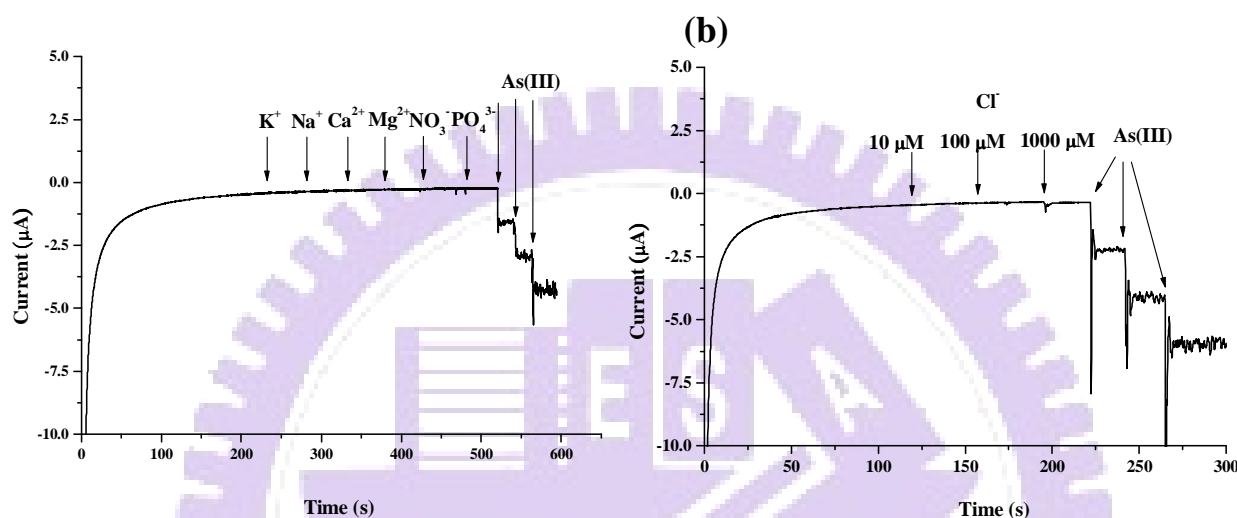 (b)
5.0
2.5
0.0
-2.5
-5.0
-7.5
-10.0
Current (µA)
K⁺ Na⁺ Ca²⁺ Mg²⁺ NO₃⁻ PO₄³⁻
As(III)
0 100 200 300 400 500 600
Time (s)
5.0
2.5
0.0
-2.5
-5.0
-7.5
-10.0
Current (µA)
Cl⁻
10 µM 100 µM 1000 µM
As(III)
0 50 100 150 200 250 300
Time (s)
ESA